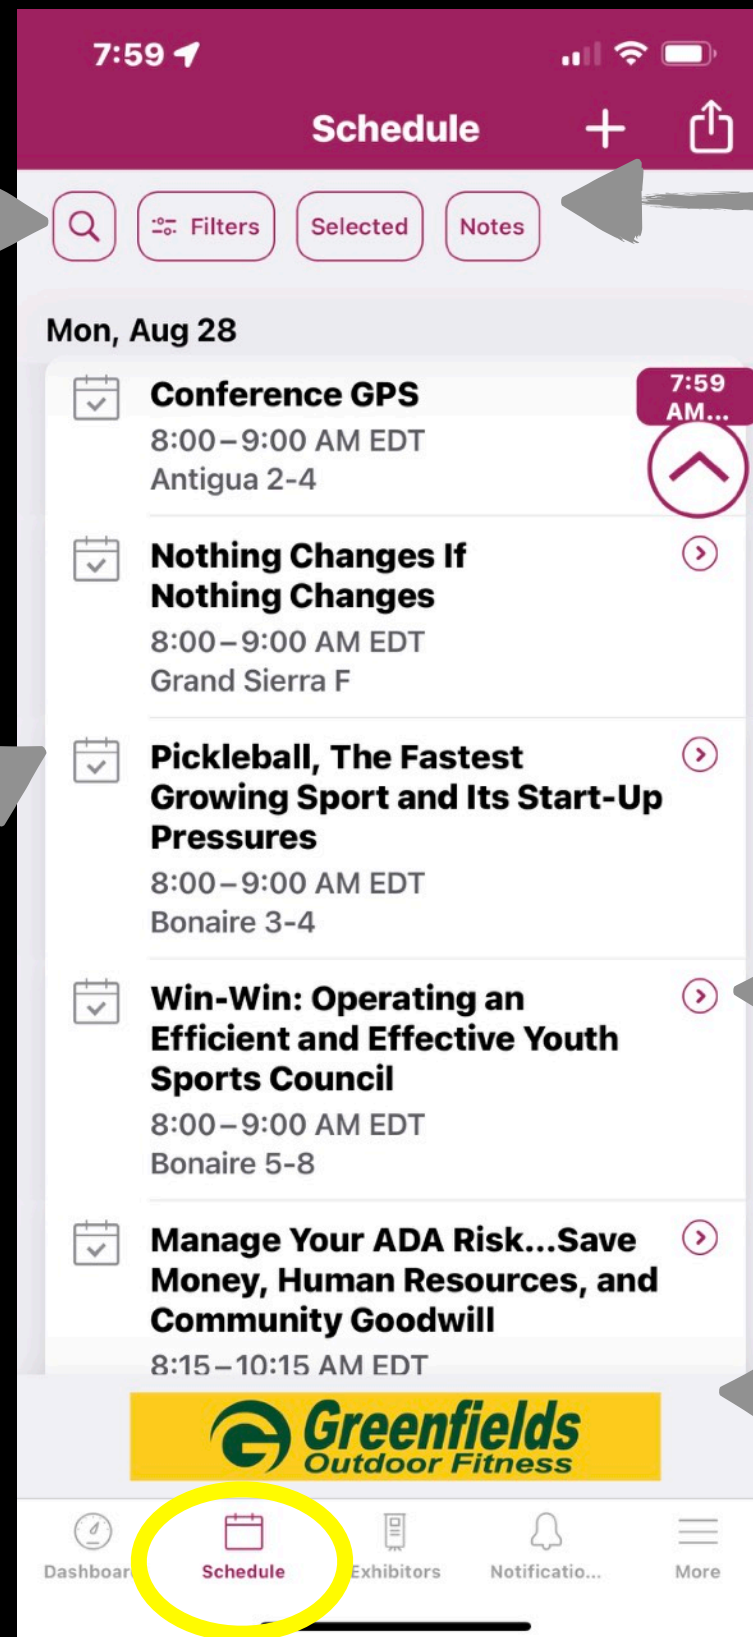 7:59
Schedule
Filters
Selected
Notes
Mon, Aug 28
Conference GPS
7:59
AM...
8:00–9:00 AM EDT
Antigua 2-4
Nothing Changes If
Nothing Changes
8:00–9:00 AM EDT
Grand Sierra F
Pickleball, The Fastest
Growing Sport and Its Start-Up
Pressures
8:00–9:00 AM EDT
Bonaire 3-4
Win-Win: Operating an
Efficient and Effective Youth
Sports Council
8:00–9:00 AM EDT
Bonaire 5-8
Manage Your ADA Risk...Save
Money, Human Resources, and
Community Goodwill
8:15–10:15 AM EDT
Greenfields
Outdoor Fitness
Dashboar
Schedule
Exhibitors
Notificatio...
More